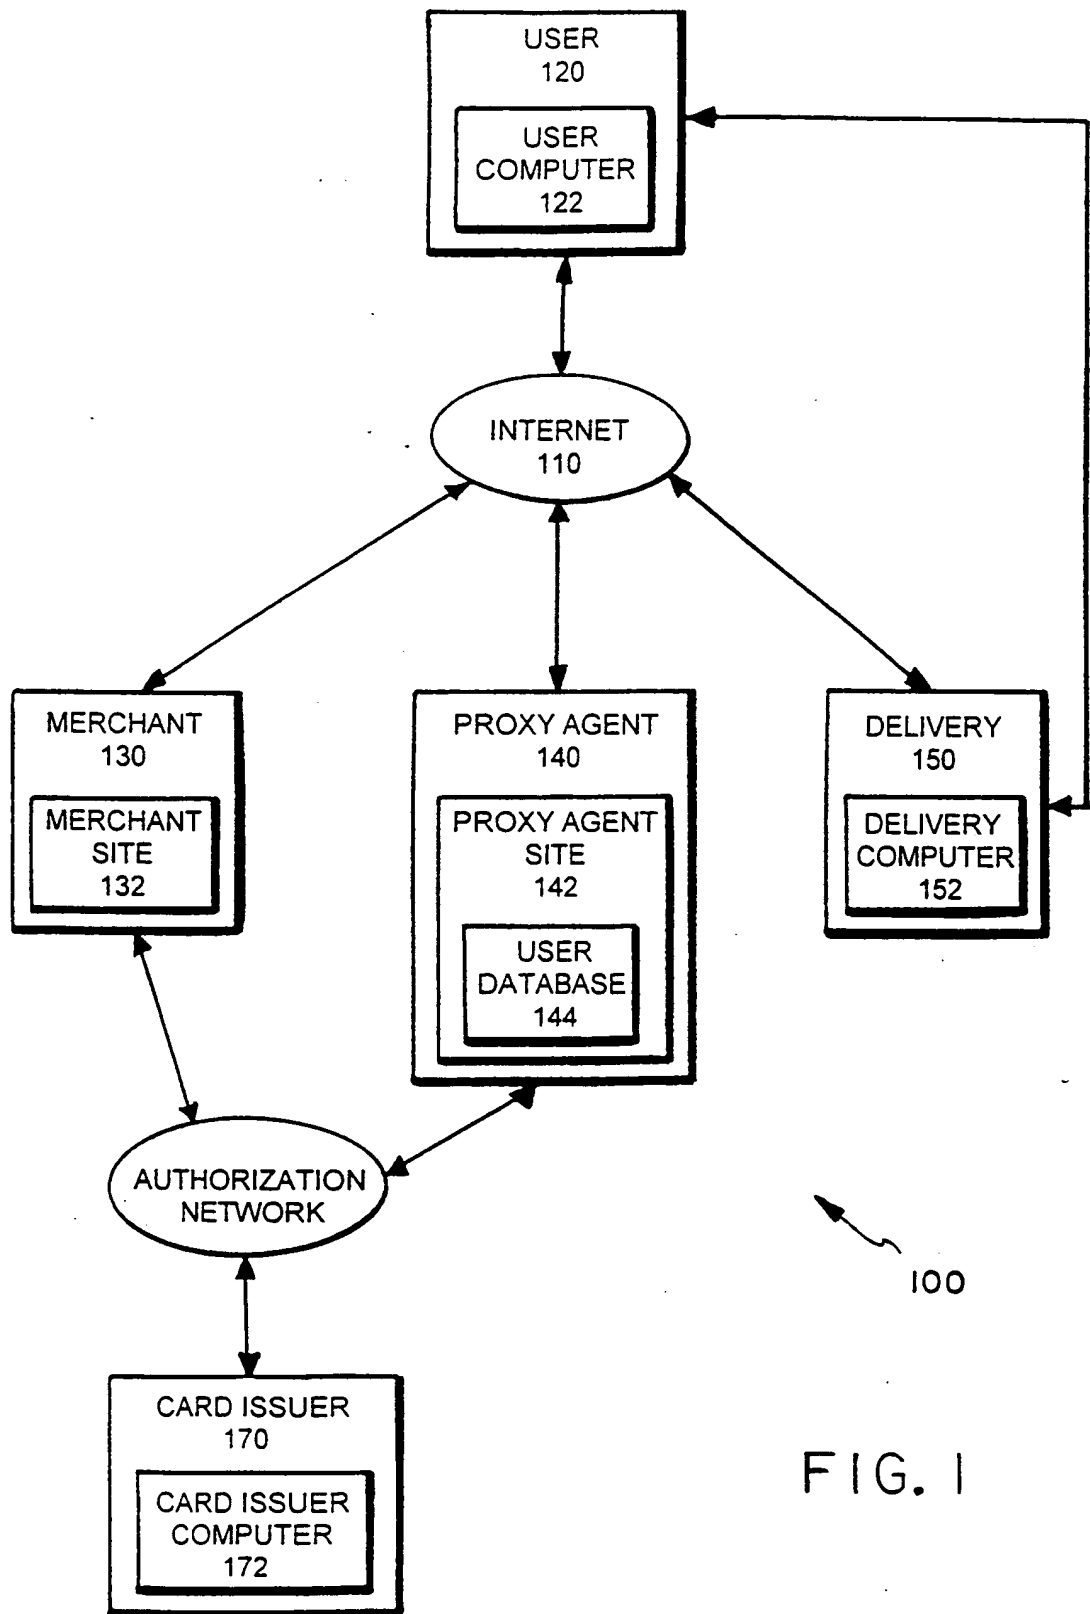 USER
120
USER
COMPUTER
122
INTERNET
110
MERCHANT
130
MERCHANT
SITE
132
PROXY AGENT
140
PROXY AGENT
SITE
142
USER
DATABASE
144
DELIVERY
150
DELIVERY
COMPUTER
152
AUTHORIZATION
NETWORK
100
CARD ISSUER
170
CARD ISSUER
COMPUTER
172
FIG. 1